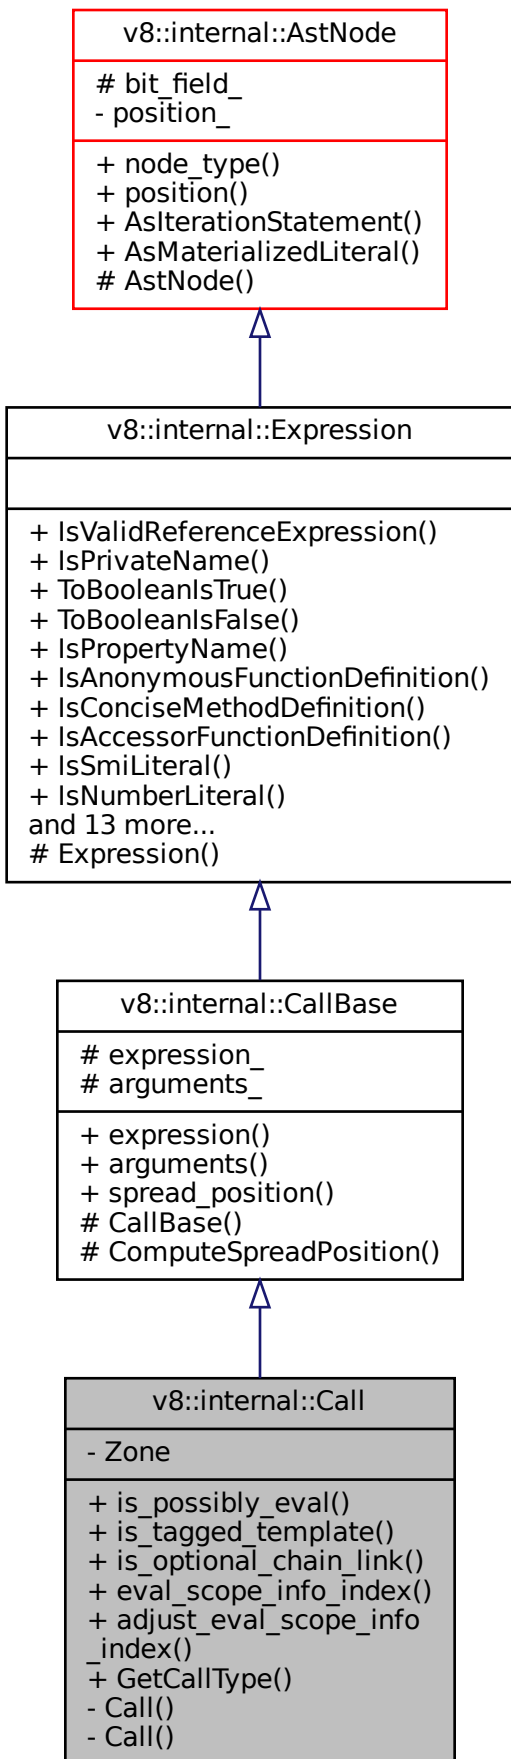 v8::internal::AstNode
# bit_field_
- position_
+ node_type()
+ position()
+ AsIterationStatement()
+ AsMaterializedLiteral()
# AstNode()
v8::internal::Expression
+ IsValidReferenceExpression()
+ IsPrivateName()
+ ToBooleanIsTrue()
+ ToBooleanIsFalse()
+ IsPropertyName()
+ IsAnonymousFunctionDefinition()
+ IsConciseMethodDefinition()
+ IsAccessorFunctionDefinition()
+ IsSmiLiteral()
+ IsNumberLiteral()
and 13 more...
# Expression()
v8::internal::CallBase
# expression_
# arguments_
+ expression()
+ arguments()
+ spread_position()
# CallBase()
# ComputeSpreadPosition()
v8::internal::Call
- Zone
+ is_possibly_eval()
+ is_tagged_template()
+ is_optional_chain_link()
+ eval_scope_info_index()
+ adjust_eval_scope_info
_index()
+ GetCallType()
- Call()
- Call()